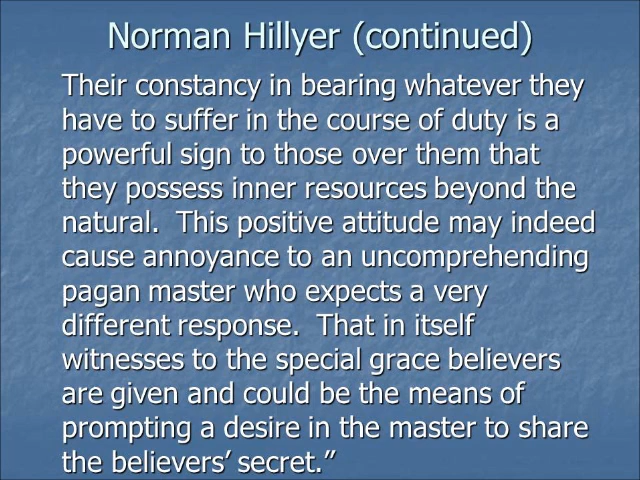 Norman Hillyer (continued)
Their constancy in bearing whatever they
have to suffer in the course of duty is a
powerful sign to those over them that
they possess inner resources beyond the
natural.  This positive attitude may indeed
cause annoyance to an uncomprehending
pagan master who expects a very
different response.  That in itself
witnesses to the special grace believers
are given and could be the means of
prompting a desire in the master to share
the believers’ secret.”